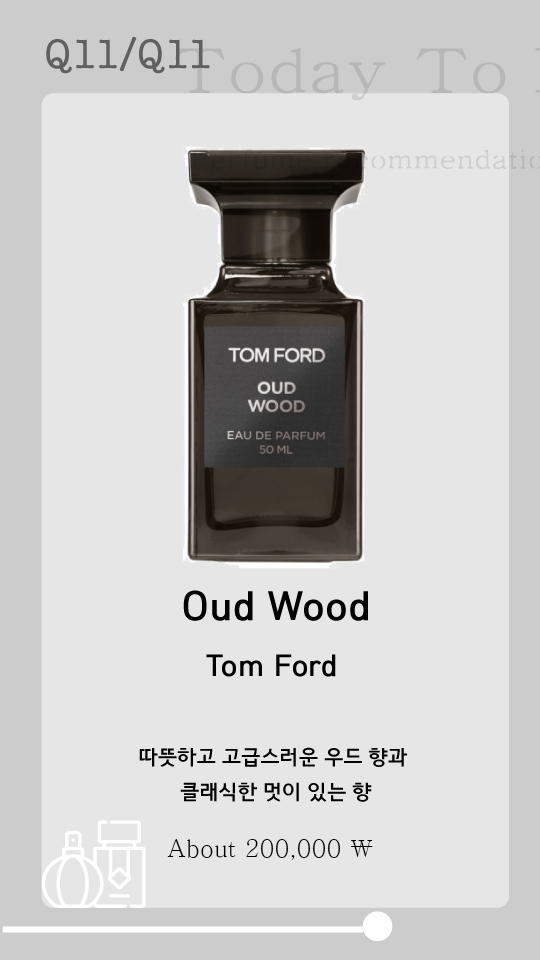 Q11/Q11
Today To
TOM FORD
OUD
WOOD
EAU DE PARFUM
50 ML
Oud Wood
Tom Ford
따뜻하고 고급스러운 우드 향과
클래식한 멋이 있는 향
About 200,000 ₩